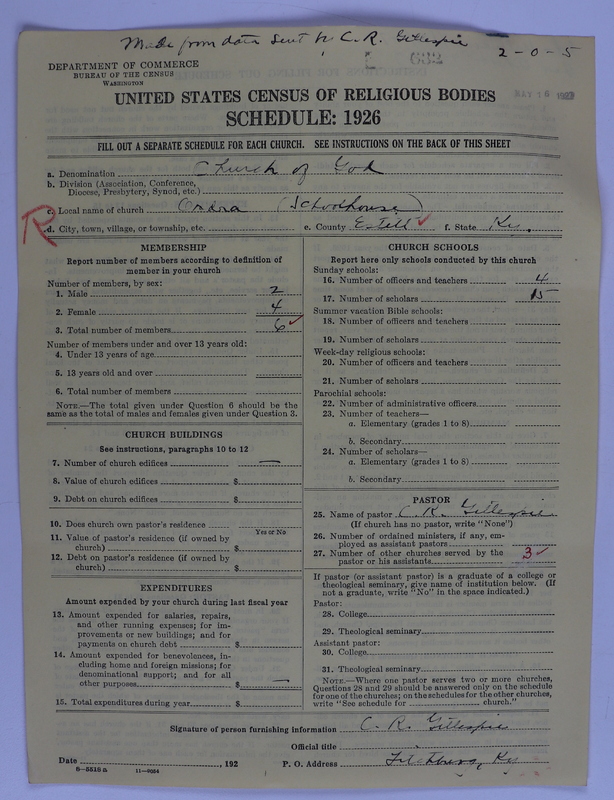 Made from data sent by C. R. Gillespie
2-0-5
632
DEPARTMENT OF COMMERCE
BUREAU OF THE CENSUS
WASHINGTON
MAY 26
UNITED STATES CENSUS OF RELIGIOUS BODIES
SCHEDULE: 1926
FILL OUT A SEPARATE SCHEDULE FOR EACH CHURCH. SEE INSTRUCTIONS ON THE BACK OF THIS SHEET
a. Denomination Church of God
b. Division (Association, Conference,
Diocese, Presbytery, Synod, etc.)
c. Local name of church (Schoolhouse)
R
d. City, town, village, or township, etc. e. County Estill ✓ f. State Ky.
MEMBERSHIP
Report number of members according to definition of
member in your church
Number of members, by sex:
1. Male 2
2. Female 4
3. Total number of members 6 ✓
Number of members under and over 13 years old:
4. Under 13 years of age
5. 13 years old and over
6. Total number of members
NOTE.—The total given under Question 6 should be the
same as the total of males and females given under Question 3.
CHURCH BUILDINGS
See instructions, paragraphs 10 to 12
7. Number of church edifices —
8. Value of church edifices $
9. Debt on church edifices $
10. Does church own pastor's residence
Yes or No
11. Value of pastor's residence (if owned by
church) $
12. Debt on pastor's residence (if owned by
church) $
EXPENDITURES
Amount expended by your church during last fiscal year
13. Amount expended for salaries, repairs,
and other running expenses; for im-
provements or new buildings; and for
payments on church debt $
14. Amount expended for benevolences, in-
cluding home and foreign missions; for
denominational support; and for all
other purposes $ —
15. Total expenditures during year $
CHURCH SCHOOLS
Report here only schools conducted by this church
Sunday schools:
16. Number of officers and teachers 4
17. Number of scholars 15
Summer vacation Bible schools:
18. Number of officers and teachers
19. Number of scholars
Week-day religious schools:
20. Number of officers and teachers
21. Number of scholars
Parochial schools:
22. Number of administrative officers
23. Number of teachers—
a. Elementary (grades 1 to 8)
b. Secondary
24. Number of scholars—
a. Elementary (grades 1 to 8)
b. Secondary
PASTOR
25. Name of pastor C. R. Gillespie
(If church has no pastor, write "None")
26. Number of ordained ministers, if any, em-
ployed as assistant pastors
27. Number of other churches served by the
pastor or his assistants 3 ✓
If pastor (or assistant pastor) is a graduate of a college or
theological seminary, give name of institution below. (If
not a graduate, write "No" in the space indicated.)
Pastor:
28. College
29. Theological seminary
Assistant pastor:
30. College
31. Theological seminary
NOTE.—Where one pastor serves two or more churches,
Questions 28 and 29 should be answered only on the schedule
for one of the churches; on the schedules for the other churches,
write "See schedule for church."
Signature of person furnishing information C. R. Gillespie
Official title
Date , 192 P. O. Address Fitchburg, Ky
8—5518a 11—9054